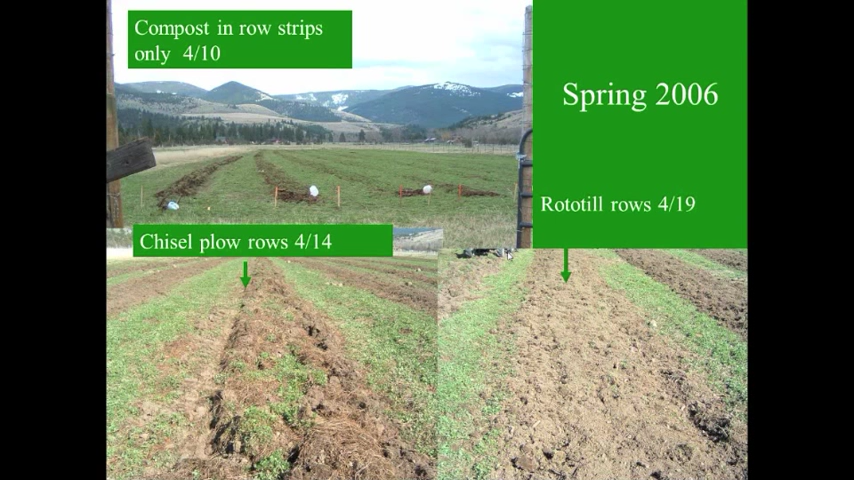 Compost in row strips
only 4/10
Spring 2006
Rototill rows 4/19
Chisel plow rows 4/14